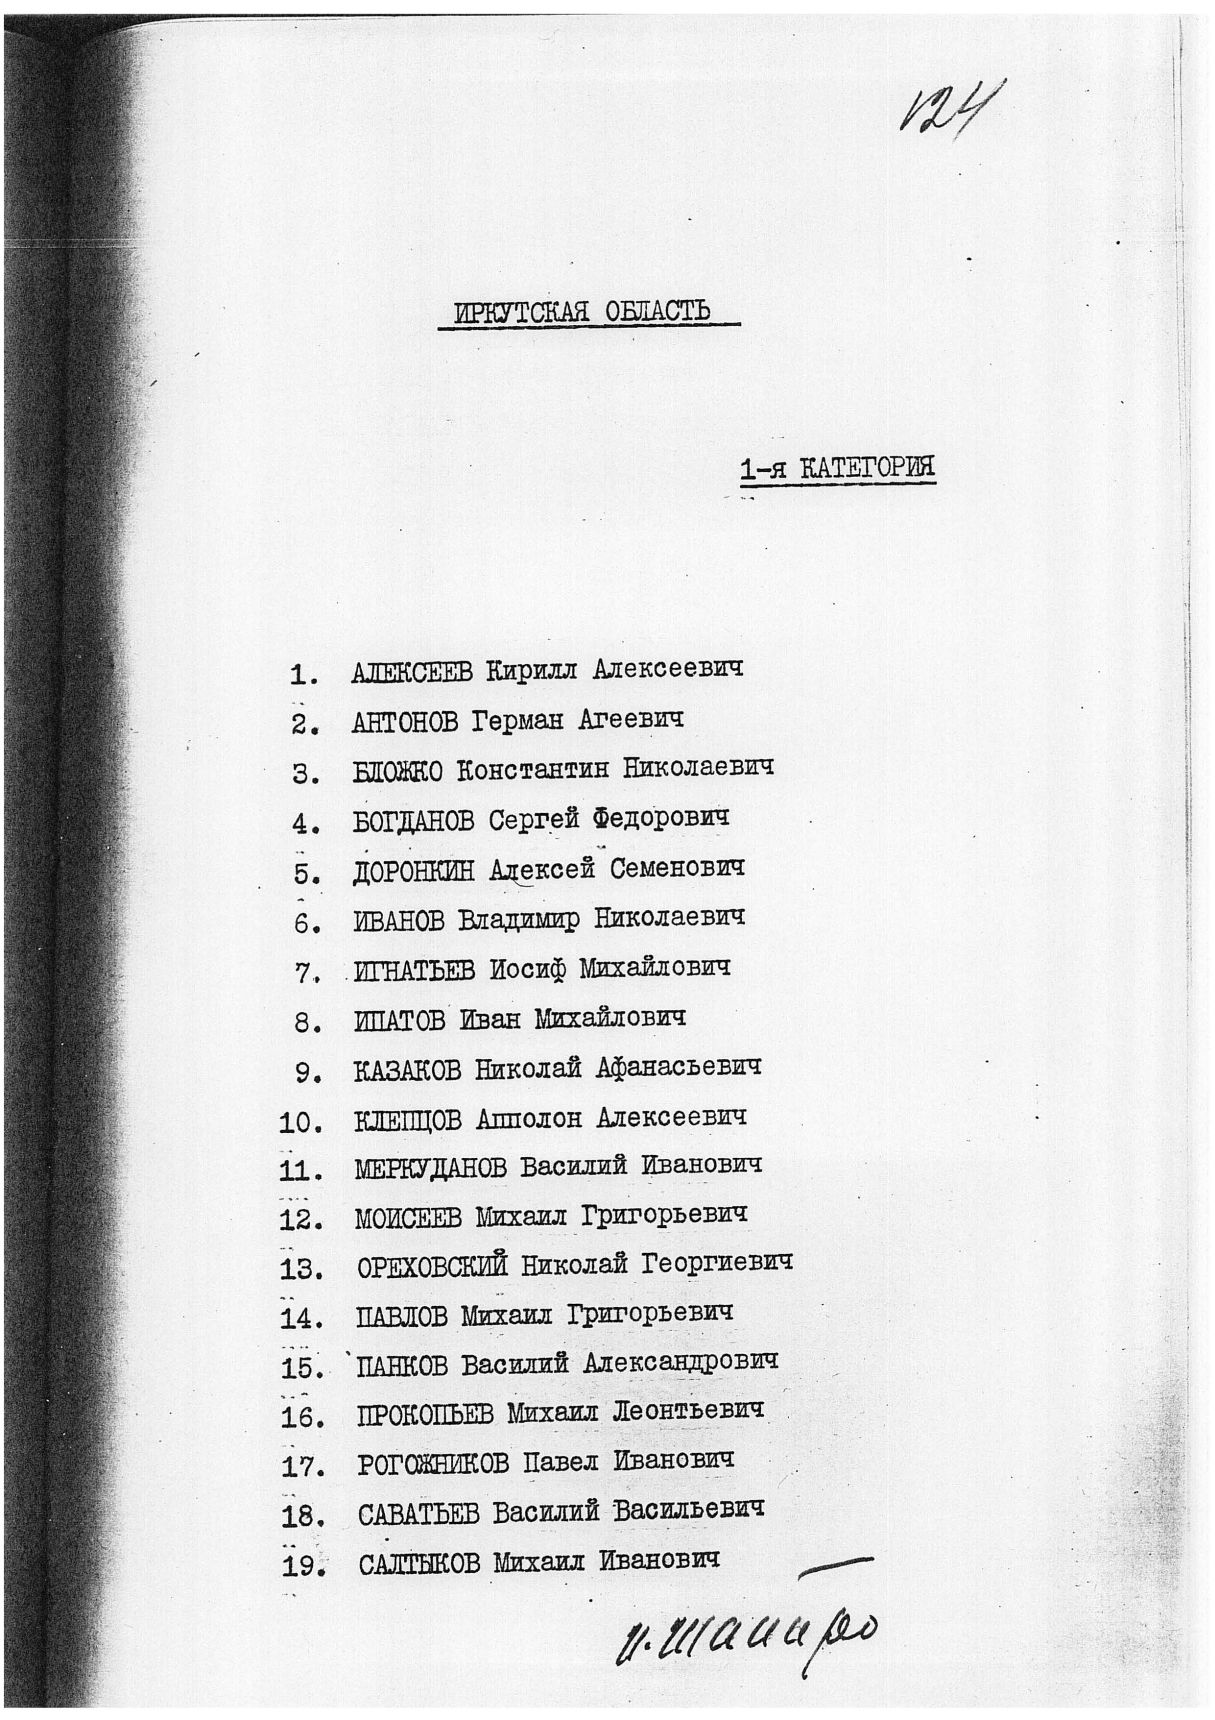 124
ИРКУТСКАЯ ОБЛАСТЬ
1-я КАТЕГОРИЯ
1. АЛЕКСЕЕВ Кирилл Алексеевич
2. АНТОНОВ Герман Агеевич
3. БЛОЖКО Константин Николаевич
4. БОГДАНОВ Сергей Федорович
5. ДОРОНКИН Алексей Семенович
6. ИВАНОВ Владимир Николаевич
7. ИГНАТЬЕВ Иосиф Михайлович
8. ИПАТОВ Иван Михайлович
9. КАЗАКОВ Николай Афанасьевич
10. КЛЕПЦОВ Апполон Алексеевич
11. МЕРКУДАНОВ Василий Иванович
12. МОИСЕЕВ Михаил Григорьевич
13. ОРЕХОВСКИЙ Николай Георгиевич
14. ПАВЛОВ Михаил Григорьевич
15. ПАНКОВ Василий Александрович
16. ПРОКОПЬЕВ Михаил Леонтьевич
17. РОГОЖНИКОВ Павел Иванович
18. САВАТЬЕВ Василий Васильевич
19. САЛТЫКОВ Михаил Иванович
И. Шапиро